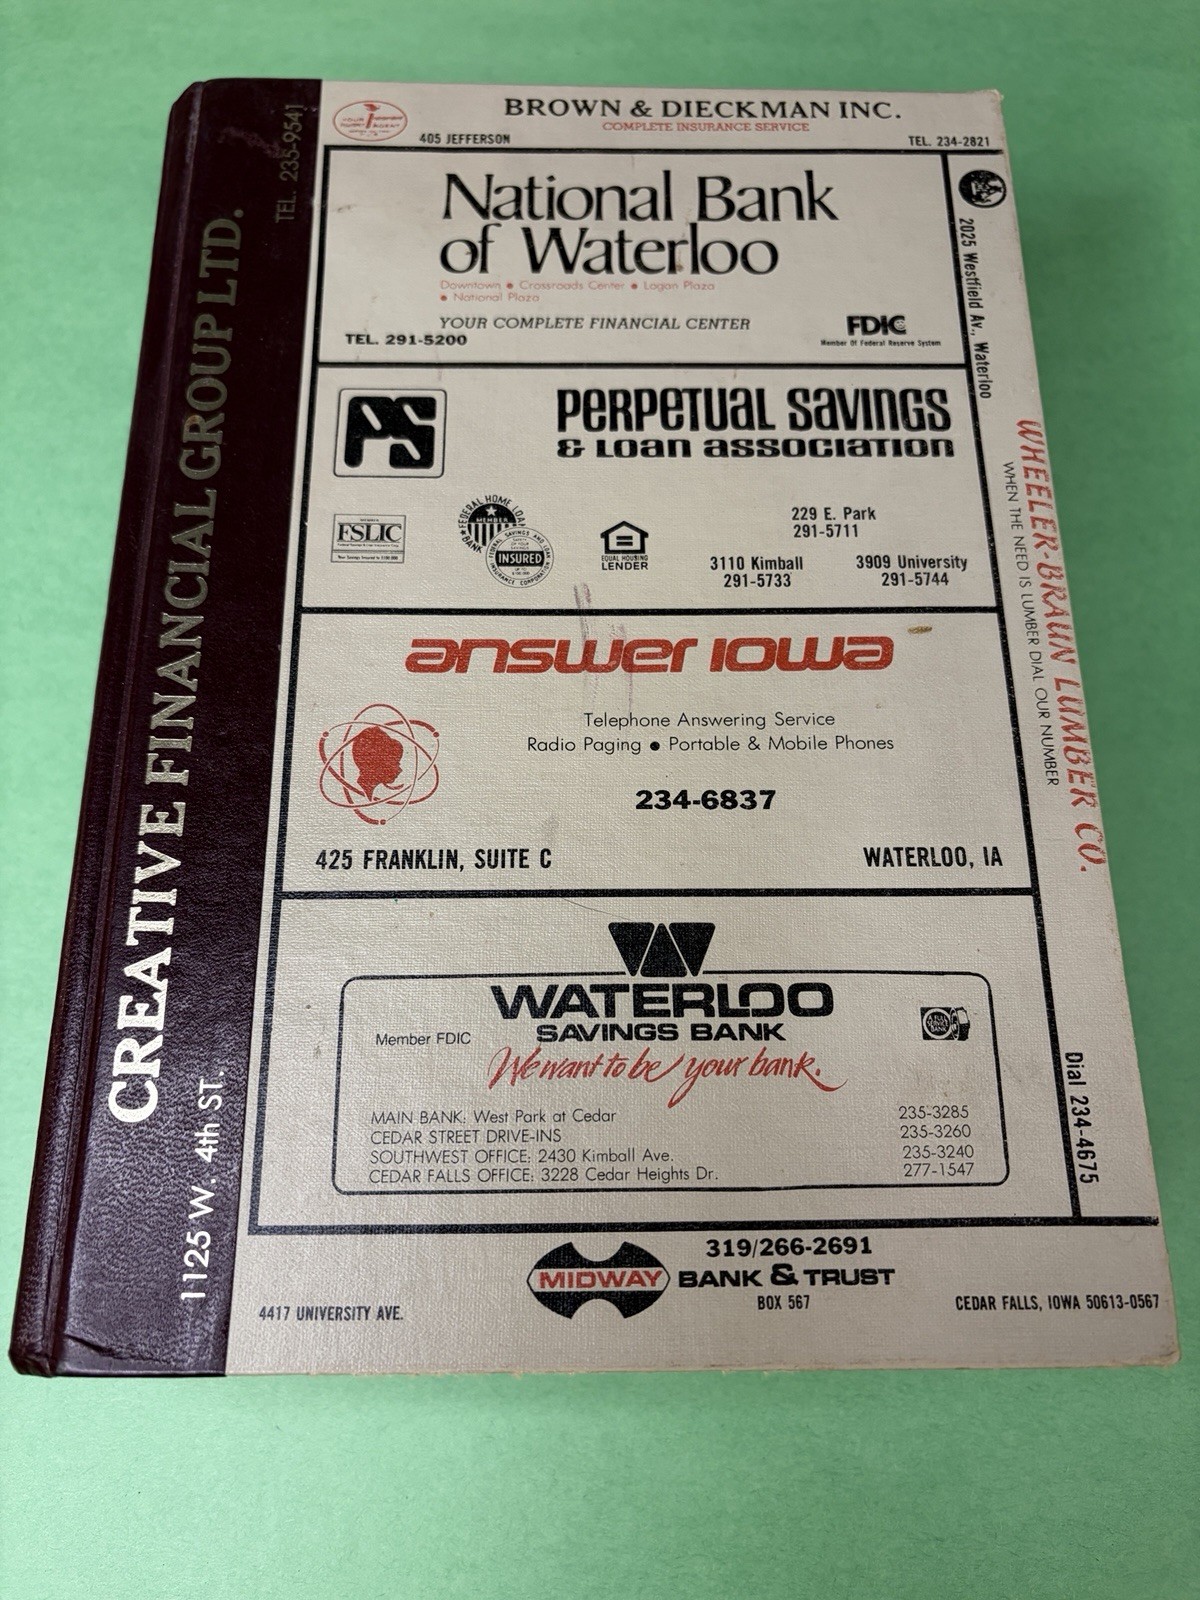 CREATIVE FINANCIAL GROUP LTD.
1125 W. 4th ST.
TEL. 235-9541
BROWN & DIECKMAN INC.
COMPLETE INSURANCE SERVICE
405 JEFFERSON
TEL. 234-2821
National Bank
of Waterloo
Downtown • Crossroads Center • Logan Plaza
• National Plaza
YOUR COMPLETE FINANCIAL CENTER
TEL. 291-5200
FDIC
Member Of Federal Reserve System
PS
PERPETUAL SAVINGS
& LOAN ASSOCIATION
FSLIC
FEDERAL HOME LOAN BANK
MEMBER
INSURED
EQUAL HOUSING
LENDER
229 E. Park
291-5711
3110 Kimball
291-5733
3909 University
291-5744
answer iowa
Telephone Answering Service
Radio Paging • Portable & Mobile Phones
234-6837
425 FRANKLIN, SUITE C
WATERLOO, IA
WATERLOO
SAVINGS BANK
Member FDIC
A FULL SERVICE BANK
We want to be your bank.
MAIN BANK: West Park at Cedar 235-3285
CEDAR STREET DRIVE-INS 235-3260
SOUTHWEST OFFICE: 2430 Kimball Ave. 235-3240
CEDAR FALLS OFFICE: 3228 Cedar Heights Dr. 277-1547
2025 Westfield Av., Waterloo
WHEELER-BRAUN LUMBER CO.
WHEN THE NEED IS LUMBER DIAL OUR NUMBER
Dial 234-4675
319/266-2691
MIDWAY BANK & TRUST
BOX 567
4417 UNIVERSITY AVE.
CEDAR FALLS, IOWA 50613-0567